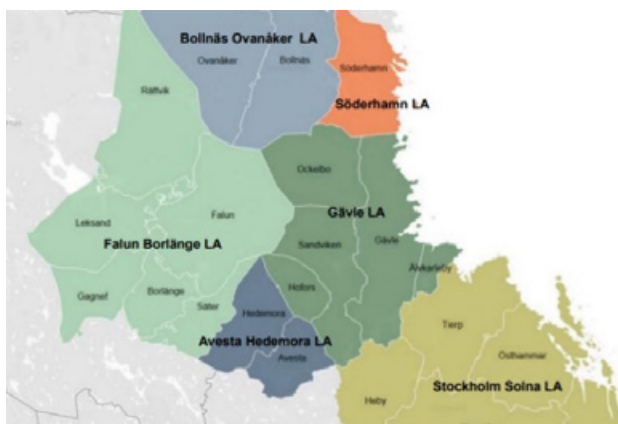 Bollnäs Ovanåker LA
Ovanåker
Bollnäs
Söderhamn
Rättvik
Söderhamn LA
Ockelbo
Falun
Leksand
Gävle LA
Falun Borlänge LA
Sandviken
Gävle
Älvkarleby
Gagnef
Borlänge
Säter
Hofors
Hedemora
Avesta Hedemora LA
Avesta
Tierp
Östhammar
Stockholm Solna LA
Heby